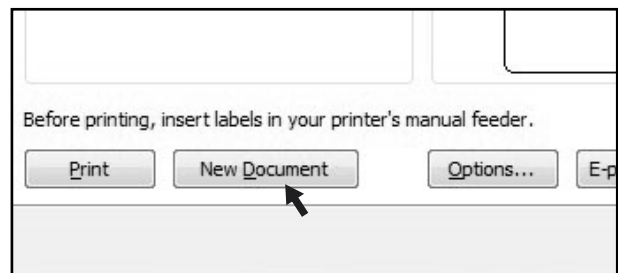 Before printing, insert labels in your printer's manual feeder.
Print New Document Options... E-p